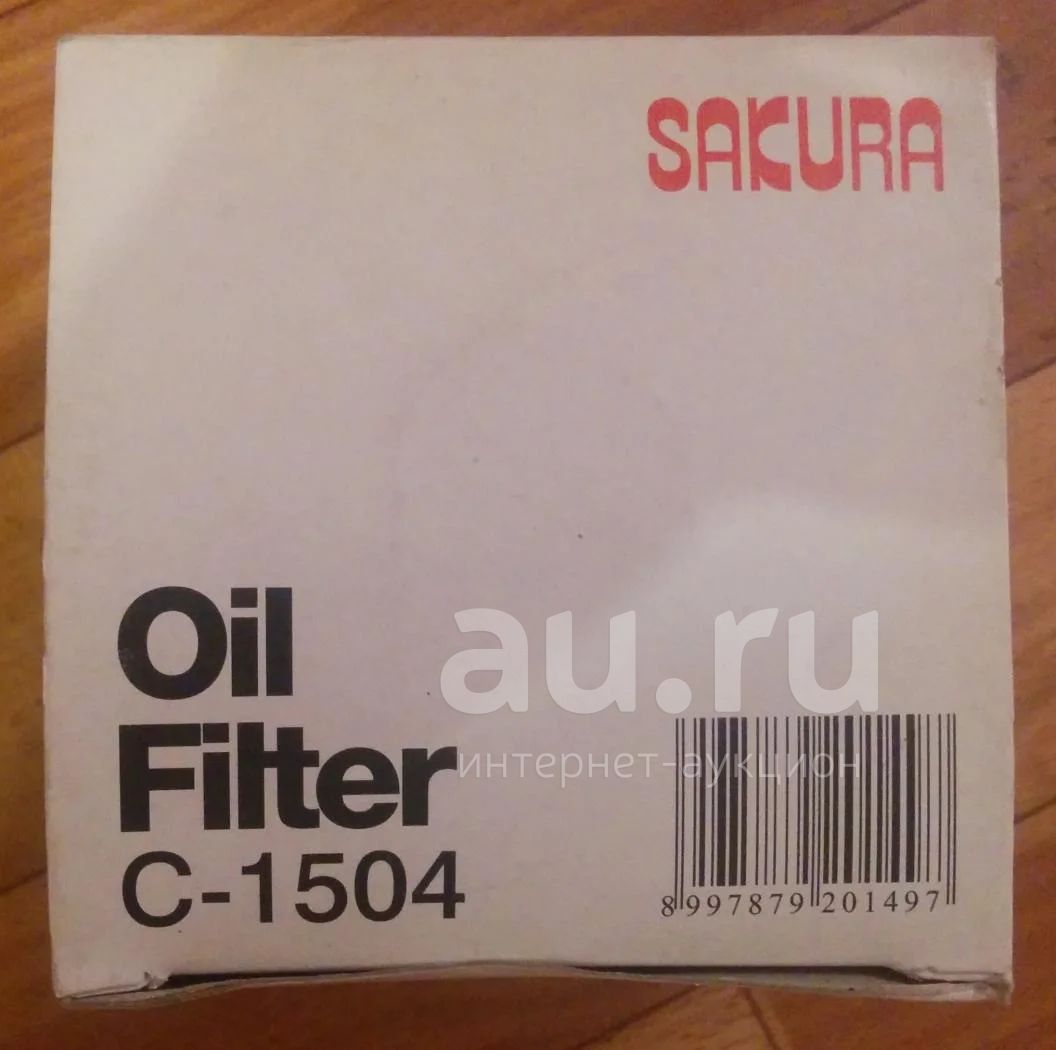 SAKURA
Oil
Filter
C-1504
au.ru
интернет-аукцион
8 997879 201497